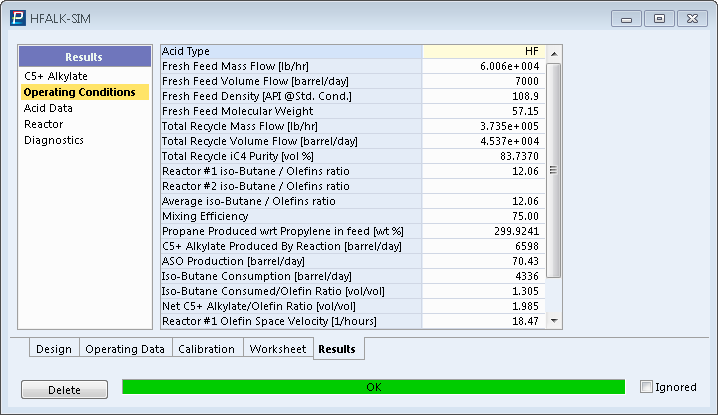 HFALK-SIM
Results
C5+ Alkylate
Operating Conditions
Acid Data
Reactor
Diagnostics
Acid Type HF
Fresh Feed Mass Flow [lb/hr] 6.006e+004
Fresh Feed Volume Flow [barrel/day] 7000
Fresh Feed Density [API @Std. Cond.] 108.9
Fresh Feed Molecular Weight 57.15
Total Recycle Mass Flow [lb/hr] 3.735e+005
Total Recycle Volume Flow [barrel/day] 4.537e+004
Total Recycle iC4 Purity [vol %] 83.7370
Reactor #1 iso-Butane / Olefins ratio 12.06
Reactor #2 iso-Butane / Olefins ratio
Average iso-Butane / Olefins ratio 12.06
Mixing Efficiency 75.00
Propane Produced wrt Propylene in feed [wt %] 299.9241
C5+ Alkylate Produced By Reaction [barrel/day] 6598
ASO Production [barrel/day] 70.43
Iso-Butane Consumption [barrel/day] 4336
Iso-Butane Consumed/Olefin Ratio [vol/vol] 1.305
Net C5+ Alkylate/Olefin Ratio [vol/vol] 1.985
Reactor #1 Olefin Space Velocity [1/hours] 18.47
Design Operating Data Calibration Worksheet Results
Delete OK Ignored